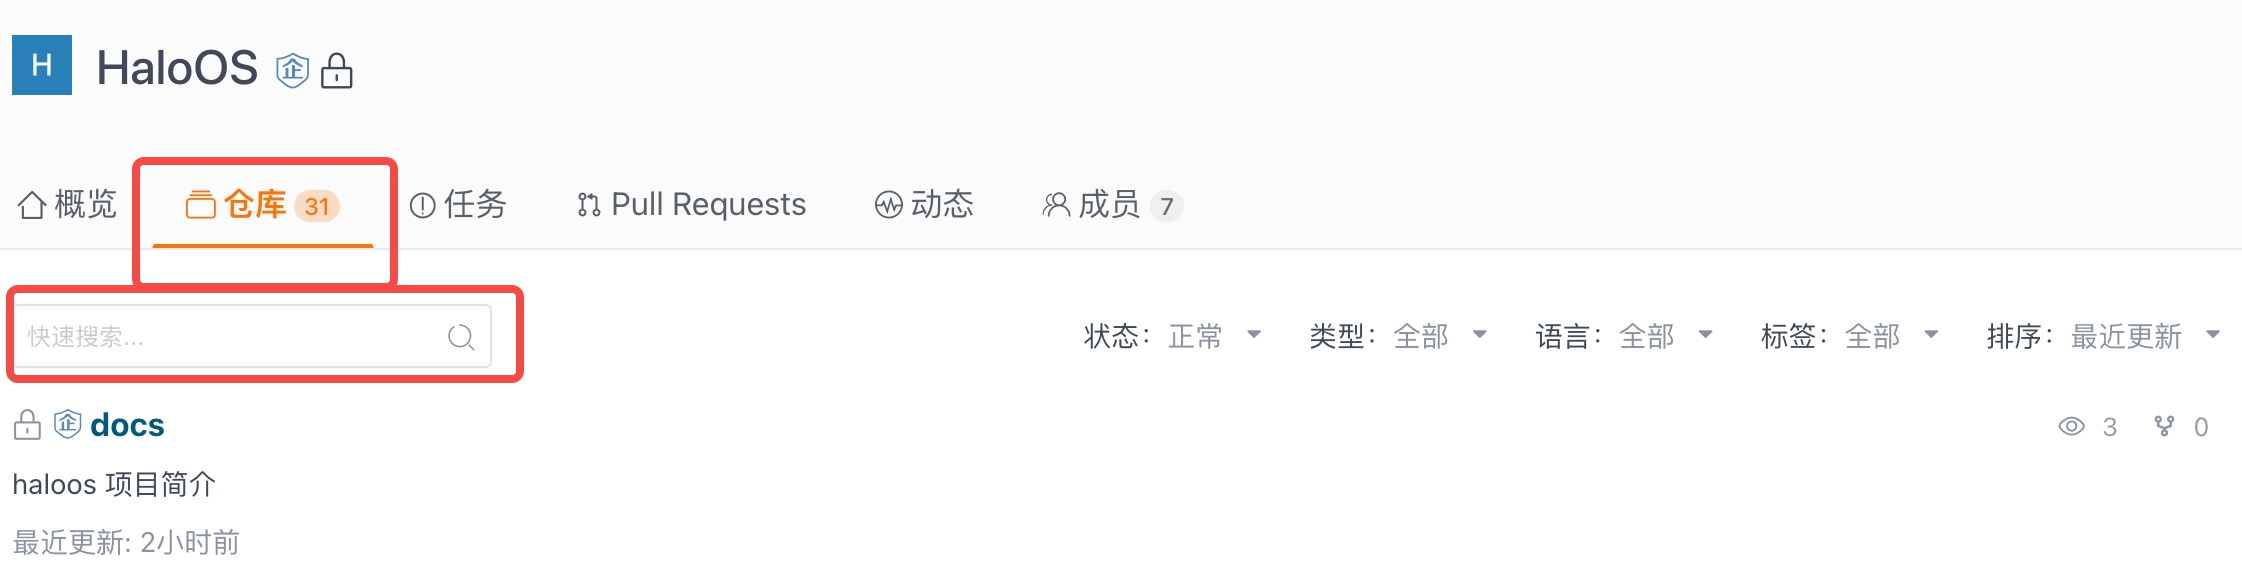 H HaloOS 企
概览 仓库 31 任务 Pull Requests 动态 成员 7
快速搜索... 状态: 正常 类型: 全部 语言: 全部 标签: 全部 排序: 最近更新
企 docs 3 0
haloos 项目简介
最近更新: 2小时前